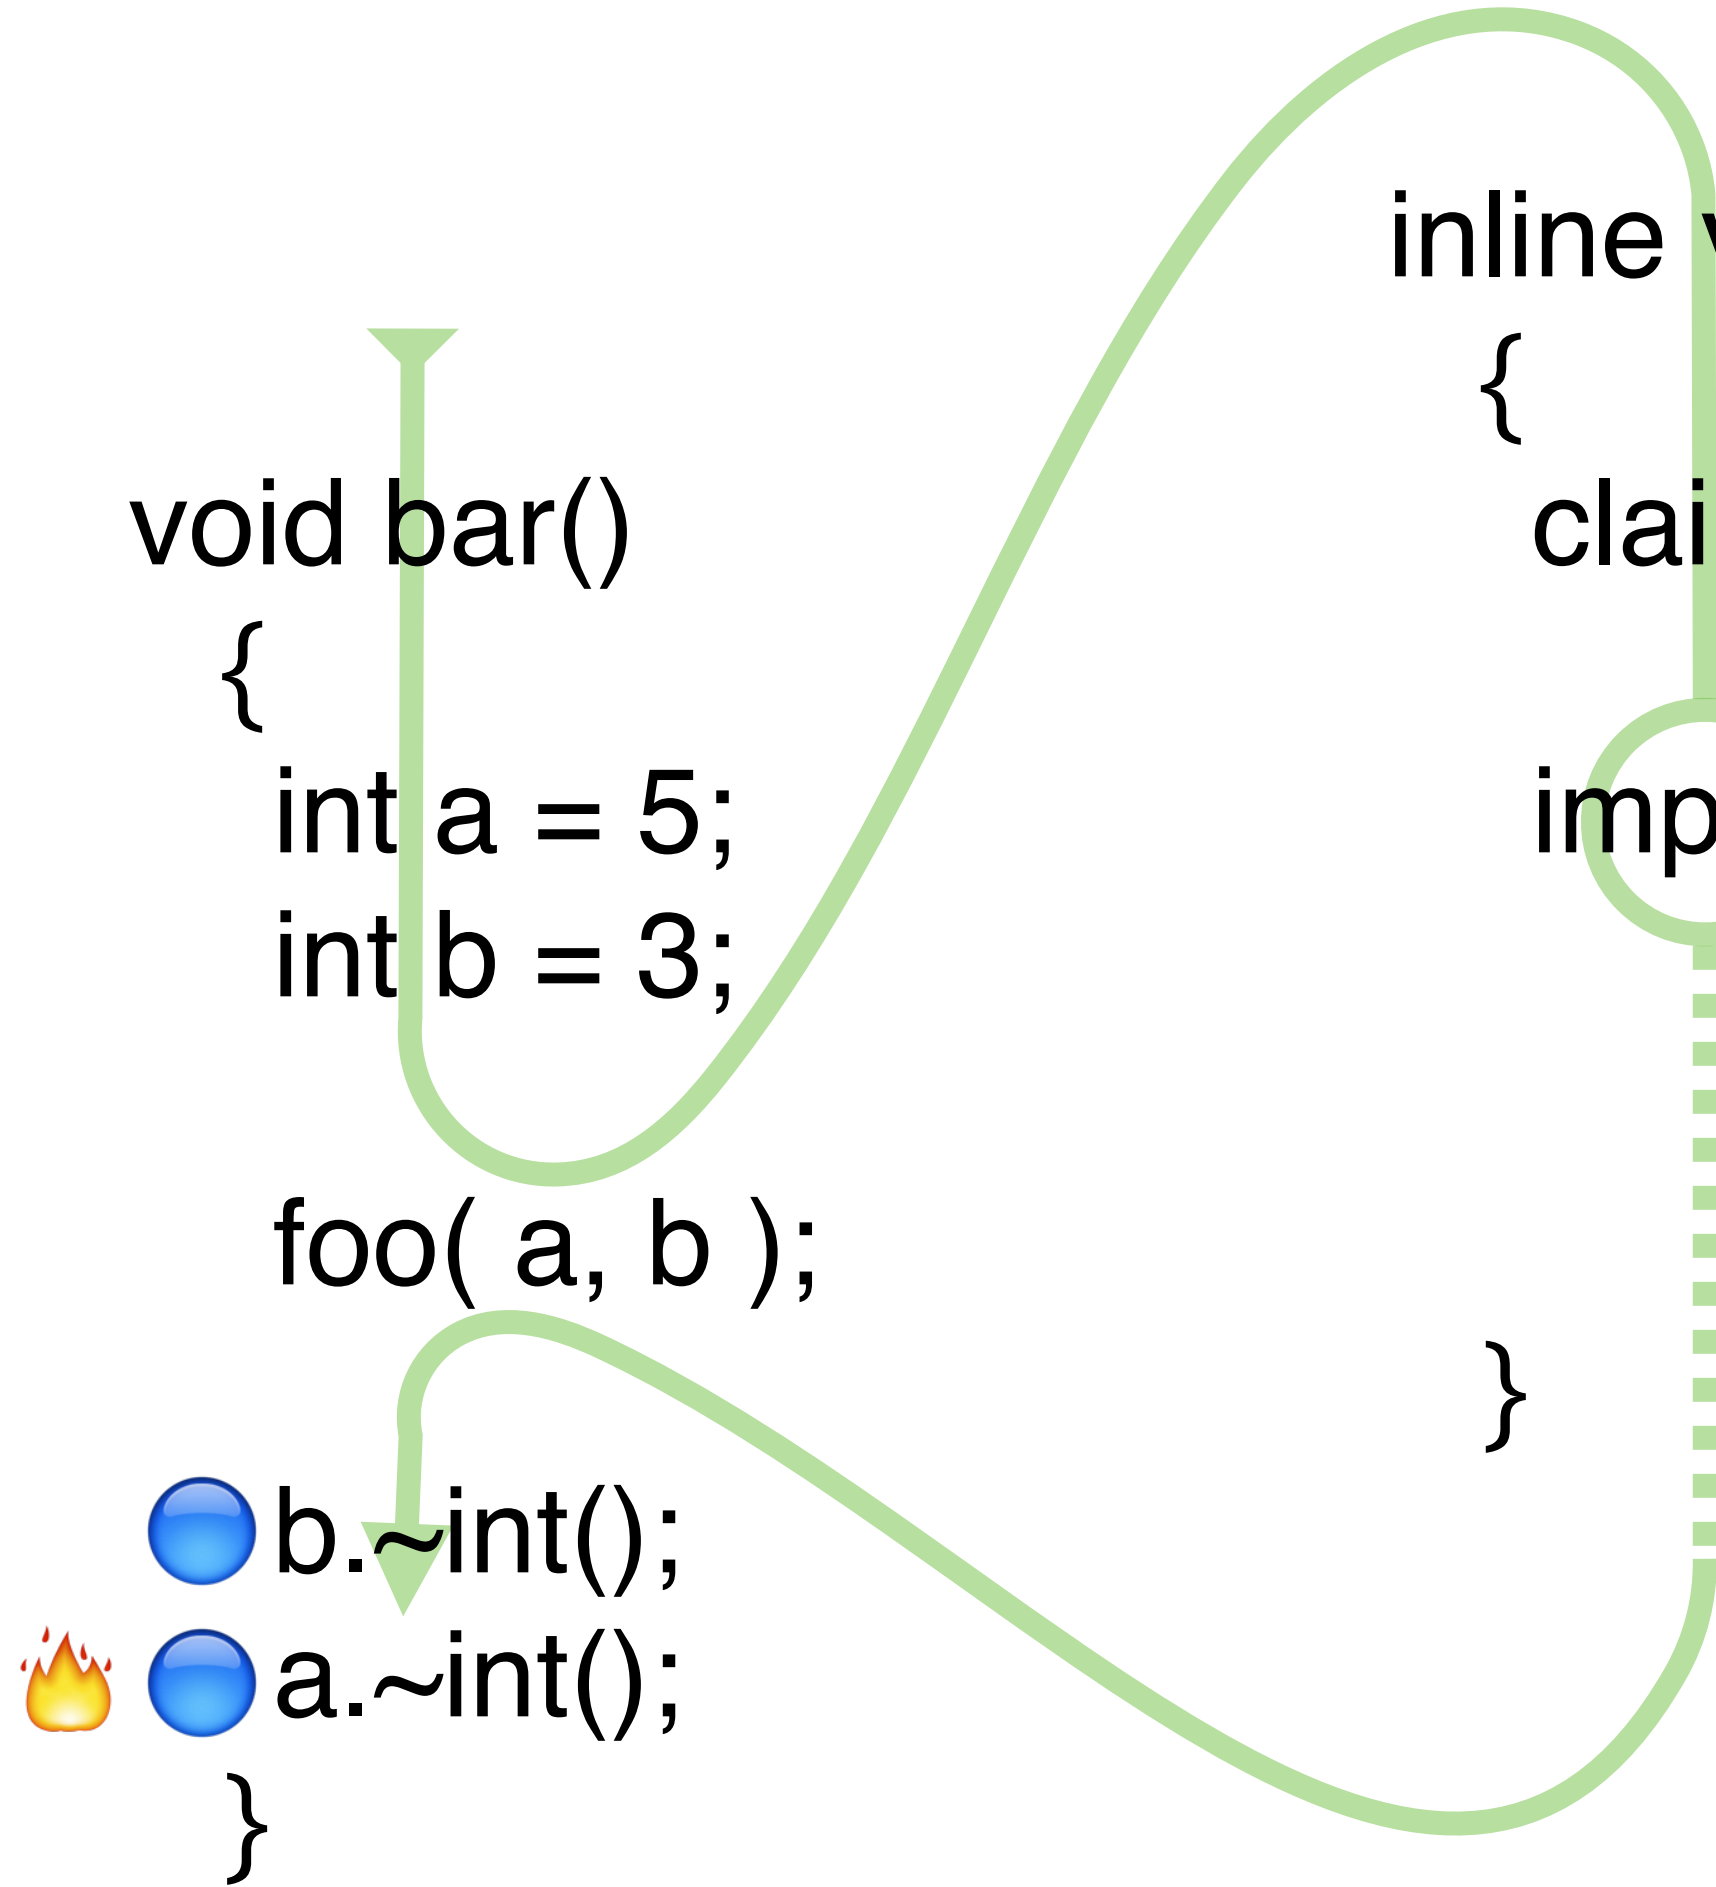 void bar()
{
int a = 5;
int b = 3;
foo( a, b );
b.~int();
a.~int();
}
inline
{
}